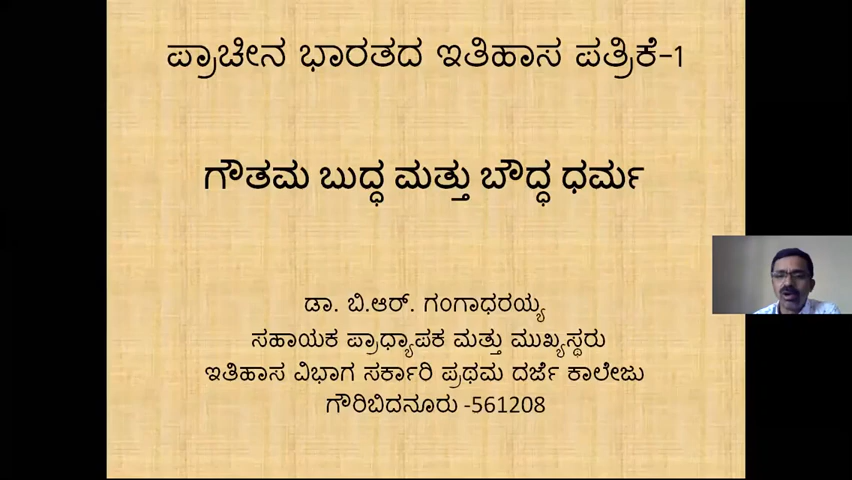 ಪ್ರಾಚೀನ ಭಾರತದ ಇತಿಹಾಸ ಪತ್ರಿಕೆ-1
ಗೌತಮ ಬುದ್ಧ ಮತ್ತು ಬೌದ್ಧ ಧರ್ಮ
ಡಾ. ಬಿ.ಆರ್. ಗಂಗಾಧರಯ್ಯ
ಸಹಾಯಕ ಪ್ರಾಧ್ಯಾಪಕ ಮತ್ತು ಮುಖ್ಯಸ್ಥರು
ಇತಿಹಾಸ ವಿಭಾಗ ಸರ್ಕಾರಿ ಪ್ರಥಮ ದರ್ಜೆ ಕಾಲೇಜು
ಗೌರಿಬಿದನೂರು -561208